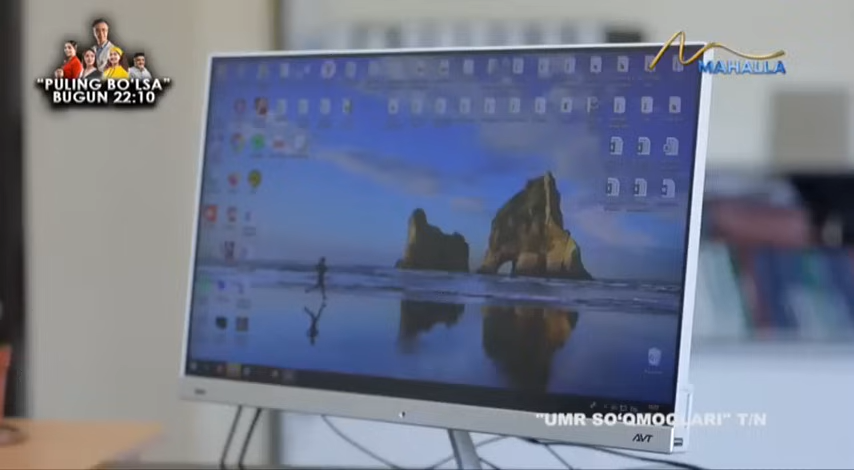 "PULING BO'LSA"
BUGUN 22:10
MAHALLA
"UMR SO'QMOQLARI" T/N
AVT